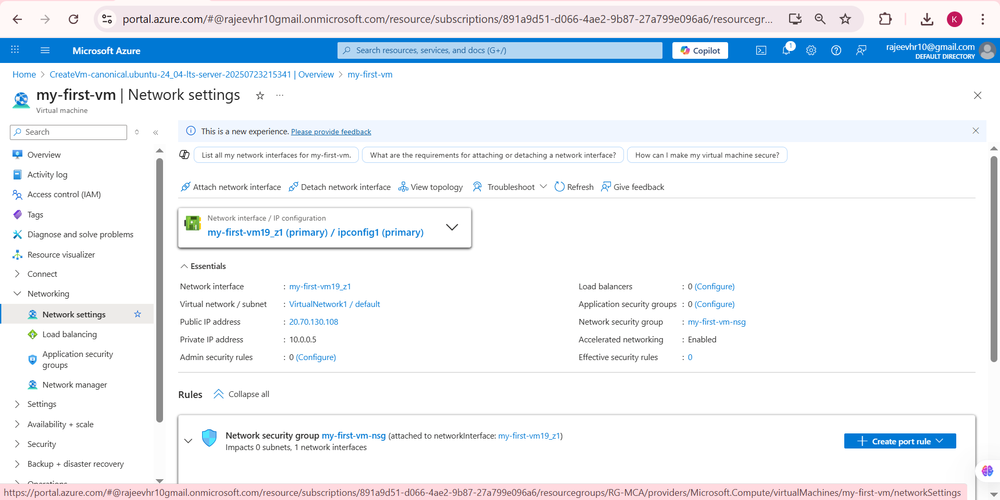 portal.azure.com/#@rajeevhr10gmail.onmicrosoft.com/resource/subscriptions/891a9d51-d066-4ae2-9b87-27a799e096a6/resourcegr...
K
Microsoft Azure
Search resources, services, and docs (G+/)
Copilot
1
rajeevhr10@gmail.com
DEFAULT DIRECTORY
Home > CreateVm-canonical.ubuntu-24_04-lts-server-20250723215341 | Overview > my-first-vm
my-first-vm | Network settings
Virtual machine
Search
Overview
Activity log
Access control (IAM)
Tags
Diagnose and solve problems
Resource visualizer
Connect
Networking
Network settings
Load balancing
Application security
groups
Network manager
Settings
Availability + scale
Security
Backup + disaster recovery
Operations
This is a new experience. Please provide feedback
List all my network interfaces for my-first-vm.
What are the requirements for attaching or detaching a network interface?
How can I make my virtual machine secure?
Attach network interface
Detach network interface
View topology
Troubleshoot
Refresh
Give feedback
Network interface / IP configuration
my-first-vm19_z1 (primary) / ipconfig1 (primary)
Essentials
Network interface : my-first-vm19_z1
Virtual network / subnet : VirtualNetwork1 / default
Public IP address : 20.70.130.108
Private IP address : 10.0.0.5
Admin security rules : 0 (Configure)
Load balancers : 0 (Configure)
Application security groups : 0 (Configure)
Network security group : my-first-vm-nsg
Accelerated networking : Enabled
Effective security rules : 0
Rules
Collapse all
Network security group my-first-vm-nsg (attached to networkInterface: my-first-vm19_z1)
Impacts 0 subnets, 1 network interfaces
Create port rule
https://portal.azure.com/#@rajeevhr10gmail.onmicrosoft.com/resource/subscriptions/891a9d51-d066-4ae2-9b87-27a799e096a6/resourcegroups/RG-MCA/providers/Microsoft.Compute/virtualMachines/my-first-vm/networkSettings